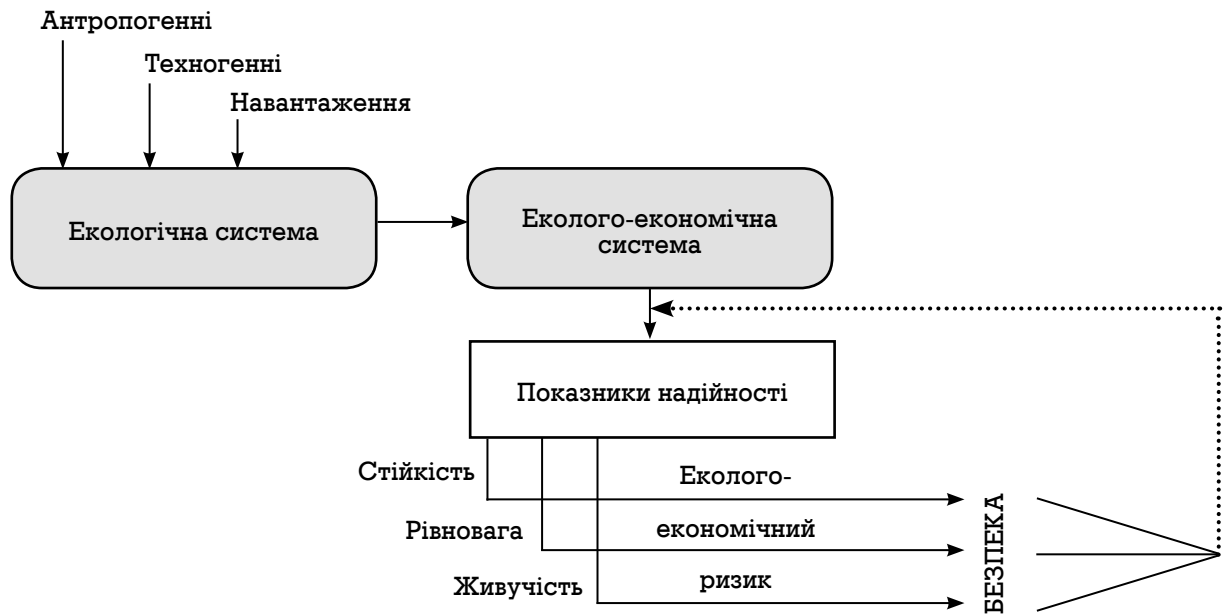 Антропогенні
Техногенні
Навантаження
Екологічна система
Еколого-економічна
система
Показники надійності
Стійкість
Еколого-
Рівновага
економічний
Живучість
ризик
БЕЗПЕКА